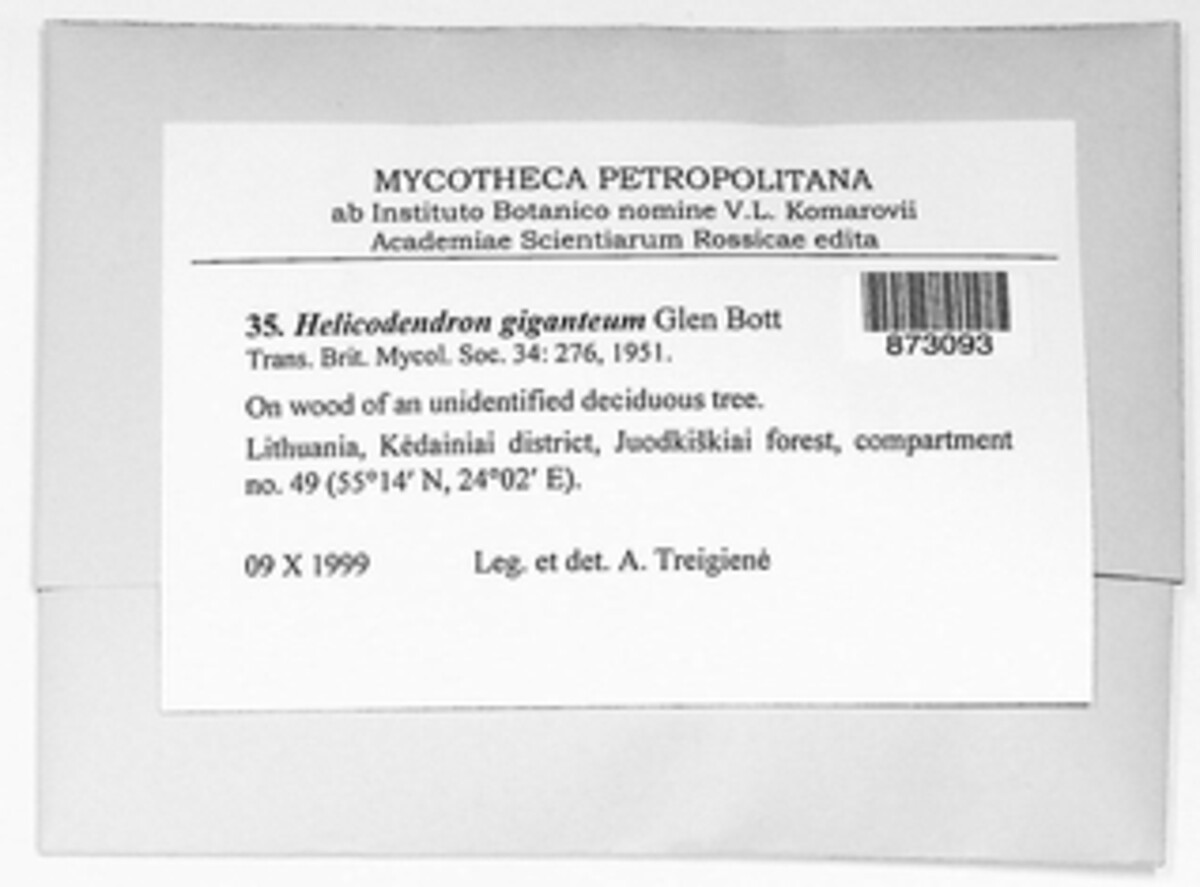 MYCOTHECA PETROPOLITANA
ab Instituto Botanico nomine V.L. Komarovii
Academiae Scientiarum Rossicae edita
35. Helicodendron giganteum Glen Bott
873093
Trans. Brit. Mycol. Soc. 34: 276, 1951.
On wood of an unidentified deciduous tree.
Lithuania, Kėdainiai district, Juodkiškiai forest, compartment
no. 49 (55°14′ N, 24°02′ E).
09 X 1999 Leg. et det. A. Treigienė